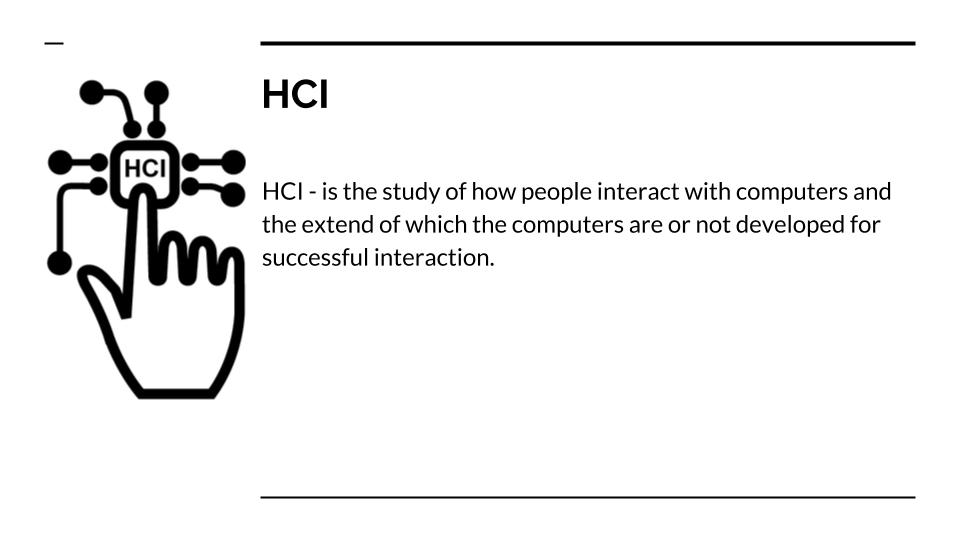 HCI
HCI
HCI - is the study of how people interact with computers and
the extend of which the computers are or not developed for
successful interaction.